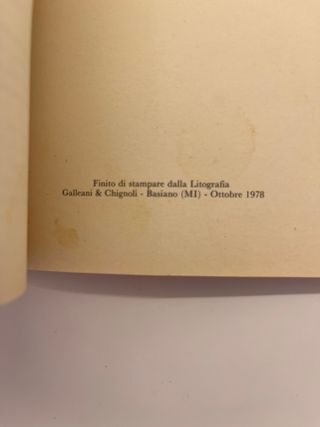 Finito di stampare dalla Litografia
Galleani & Chignoli - Basiano (MI) - Ottobre 1978